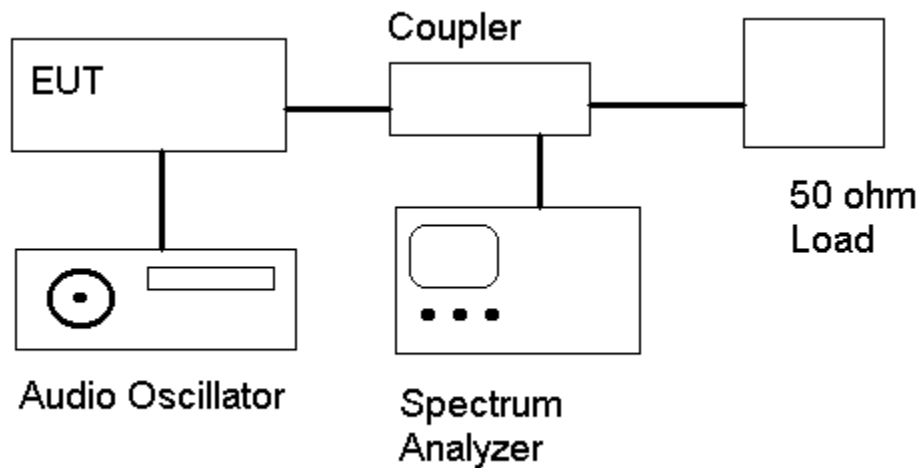 Coupler
EUT
50 ohm
Load
Audio Oscillator
Spectrum
Analyzer